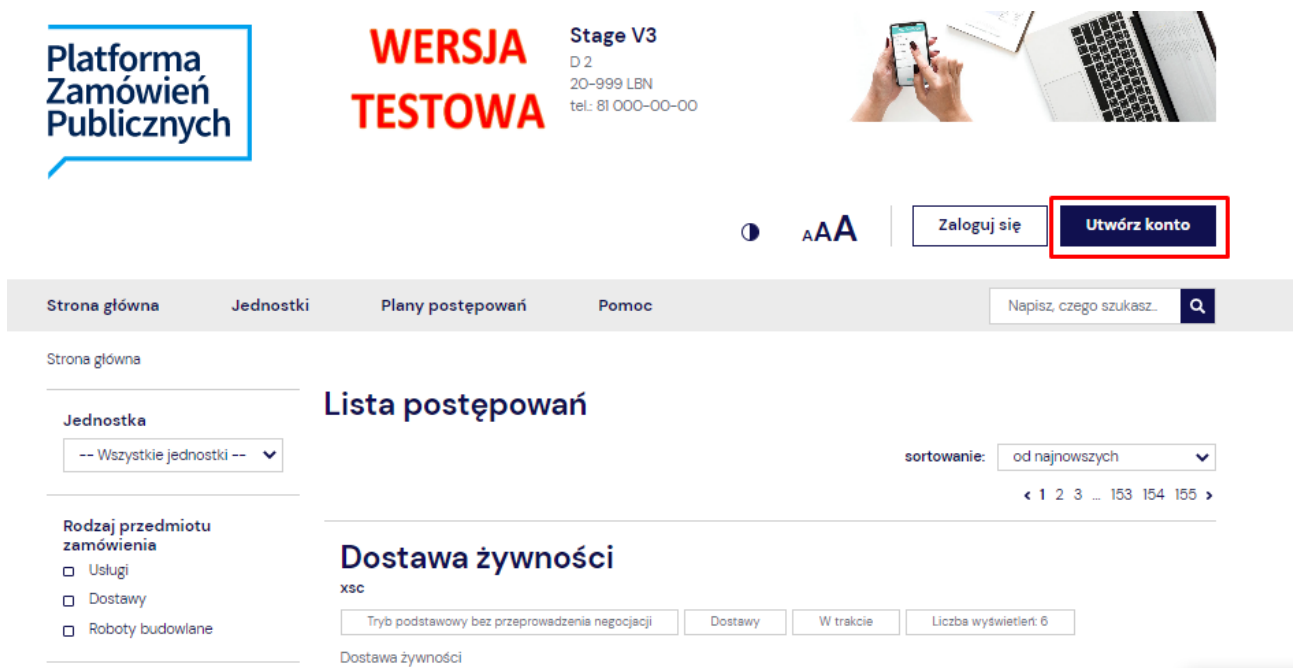 Platforma
Zamówień
Publicznych
WERSJA
TESTOWA
Stage V3
D 2
20-999 LBN
tel.: 81 000-00-00
AAA
Zaloguj się
Utwórz konto
Strona główna
Jednostki
Plany postępowań
Pomoc
Napisz, czego szukasz...
Strona główna
Jednostka
-- Wszystkie jednostki --
Rodzaj przedmiotu
zamówienia
Usługi
Dostawy
Roboty budowlane
Lista postępowań
sortowanie: od najnowszych
‹ 1 2 3 ... 153 154 155 ›
Dostawa żywności
xsc
Tryb podstawowy bez przeprowadzenia negocjacji
Dostawy
W trakcie
Liczba wyświetleń: 6
Dostawa żywności